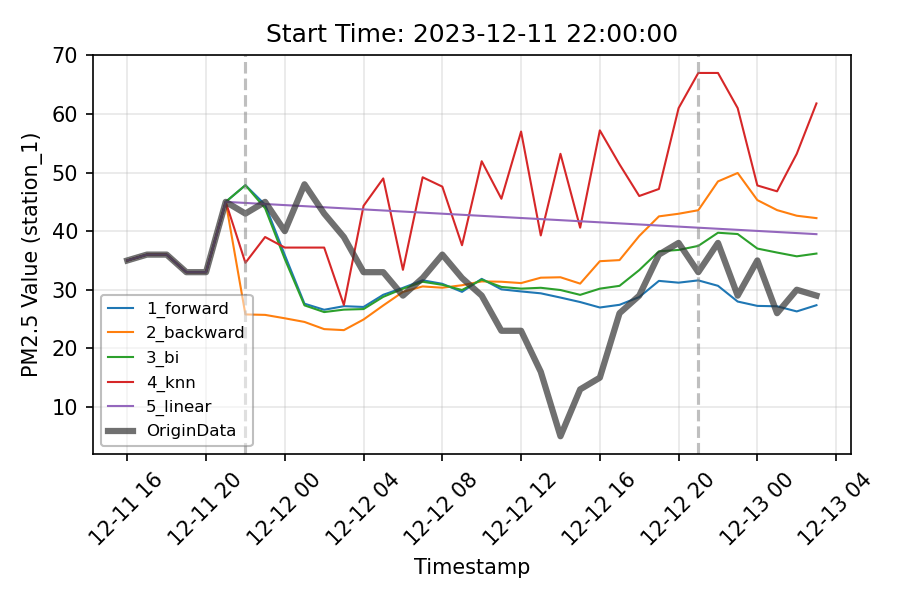 Start Time: 2023-12-11 22:00:00
PM2.5 Value (station_1)
70
60
50
40
30
20
10
1_forward
2_backward
3_bi
4_knn
5_linear
OriginData
12-11 16
12-11 20
12-12 00
12-12 04
12-12 08
12-12 12
12-12 16
12-12 20
12-13 00
12-13 04
Timestamp